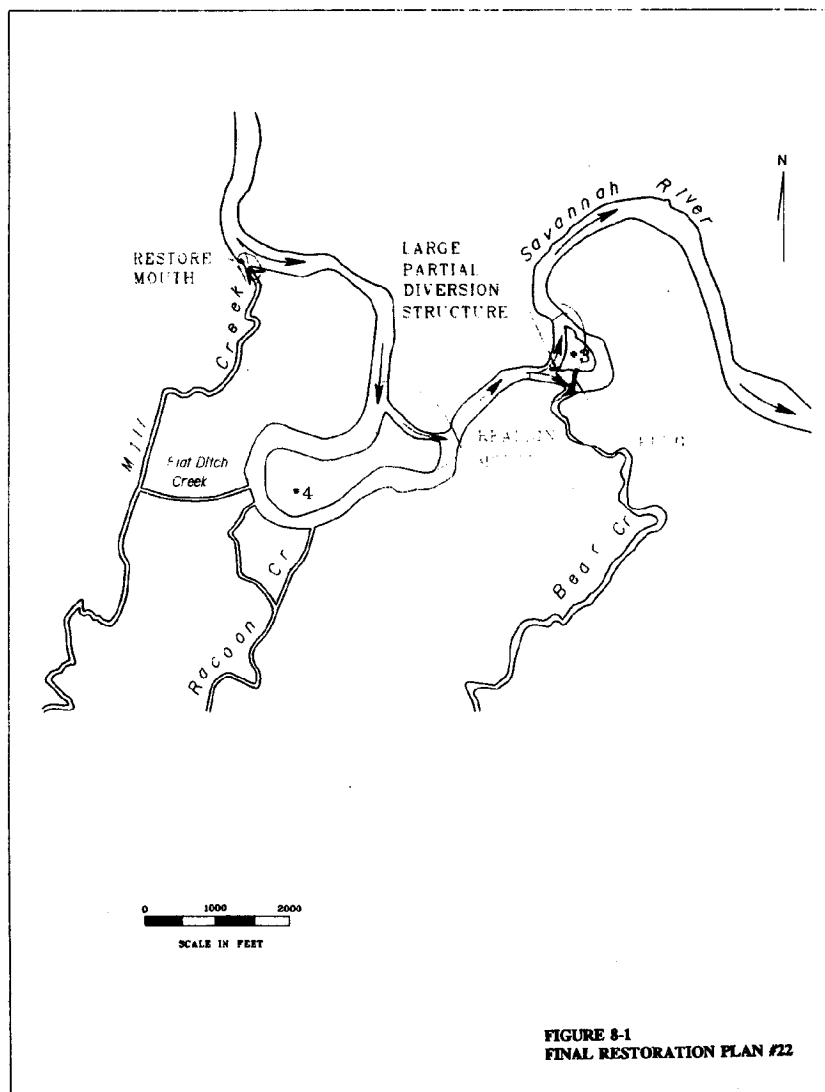 N
Savannah River
RESTORE
MOUTH
LARGE
PARTIAL
DIVERSION
STRUCTURE
Mill Creek
Flat Ditch
Creek
4
Racoon Cr
Bear Cr
0 1000 2000
SCALE IN FEET
FIGURE 8-1
FINAL RESTORATION PLAN #22